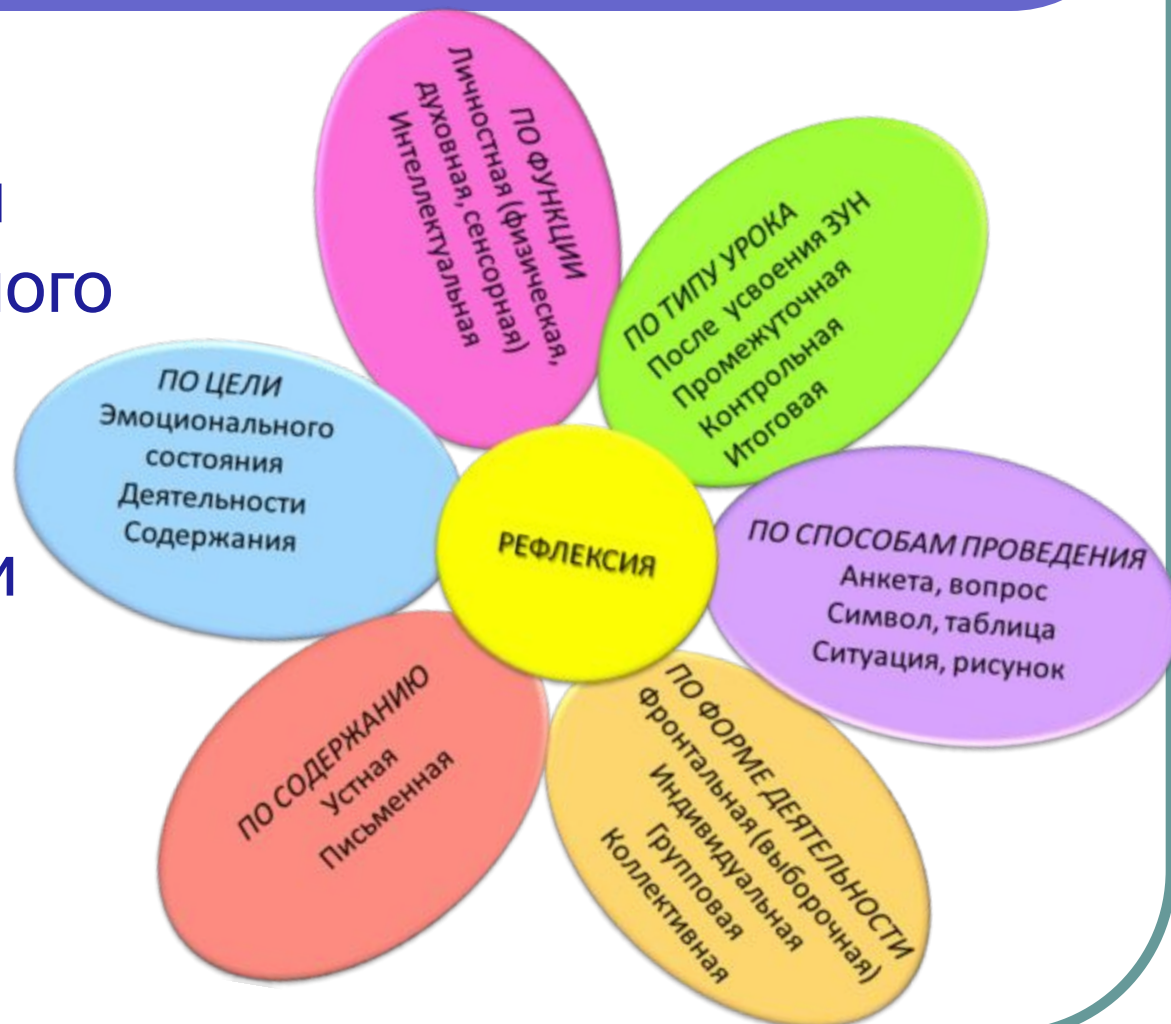 ного
и
ПО ФУНКЦИИ
Личностная (физическая,
духовная, сенсорная)
Интеллектуальная
ПО ТИПУ УРОКА
После усвоения ЗУН
Промежуточная
Контрольная
Итоговая
ПО ЦЕЛИ
Эмоционального
состояния
Деятельности
Содержания
РЕФЛЕКСИЯ
ПО СПОСОБАМ ПРОВЕДЕНИЯ
Анкета, вопрос
Символ, таблица
Ситуация, рисунок
ПО СОДЕРЖАНИЮ
Устная
Письменная
ПО ФОРМЕ ДЕЯТЕЛЬНОСТИ
Фронтальная (выборочная)
Индивидуальная
Групповая
Коллективная